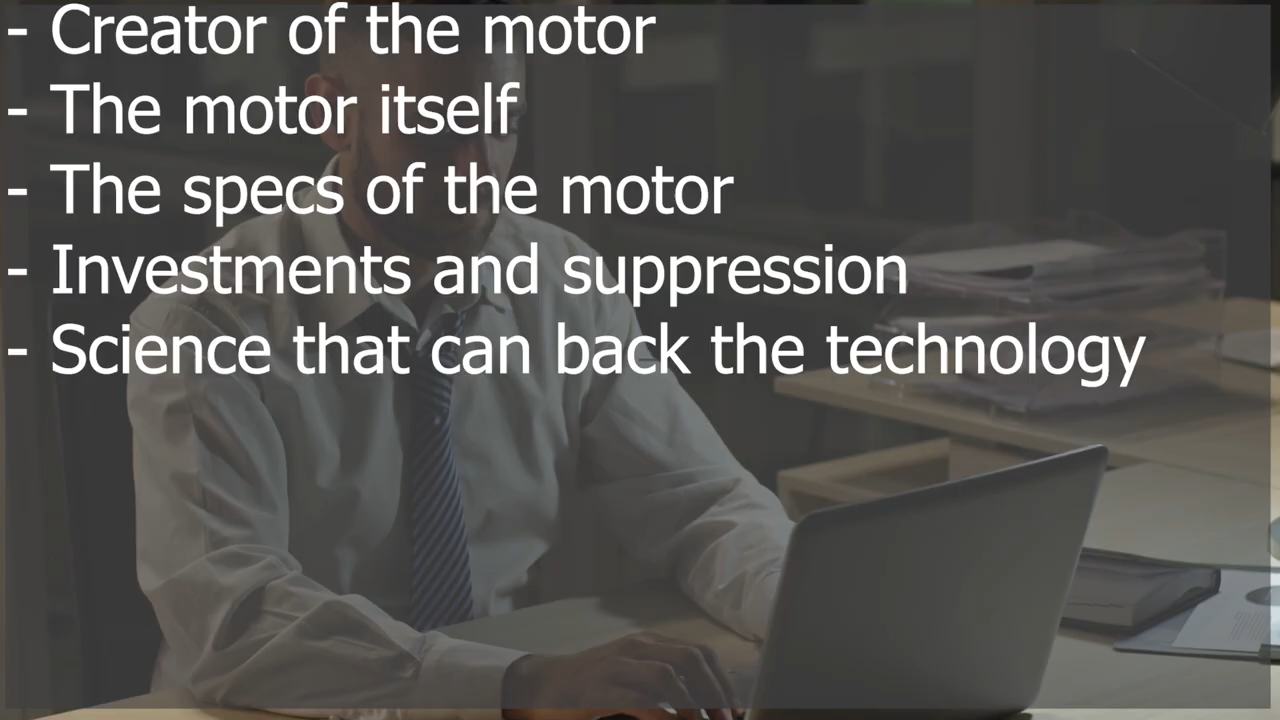 - Creator of the motor
- The motor itself
- The specs of the motor
- Investments and suppression
- Science that can back the technology